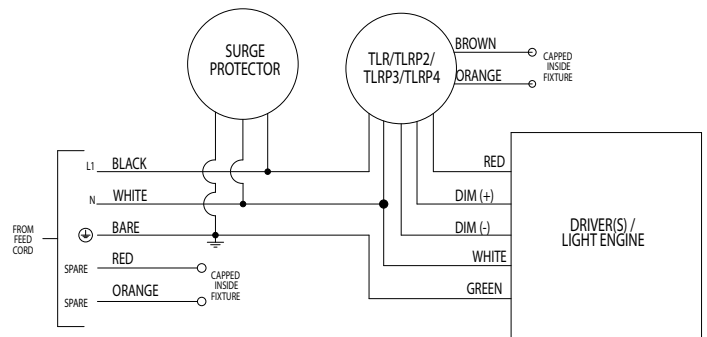 SURGE
PROTECTOR
TLR/TLRP2/
TLRP3/TLRP4
BROWN
ORANGE
CAPPED
INSIDE
FIXTURE
FROM
FEED
CORD
L1 BLACK
N WHITE
BARE
SPARE RED
SPARE ORANGE
CAPPED
INSIDE
FIXTURE
RED
DIM (+)
DIM (-)
WHITE
GREEN
DRIVER(S) /
LIGHT ENGINE